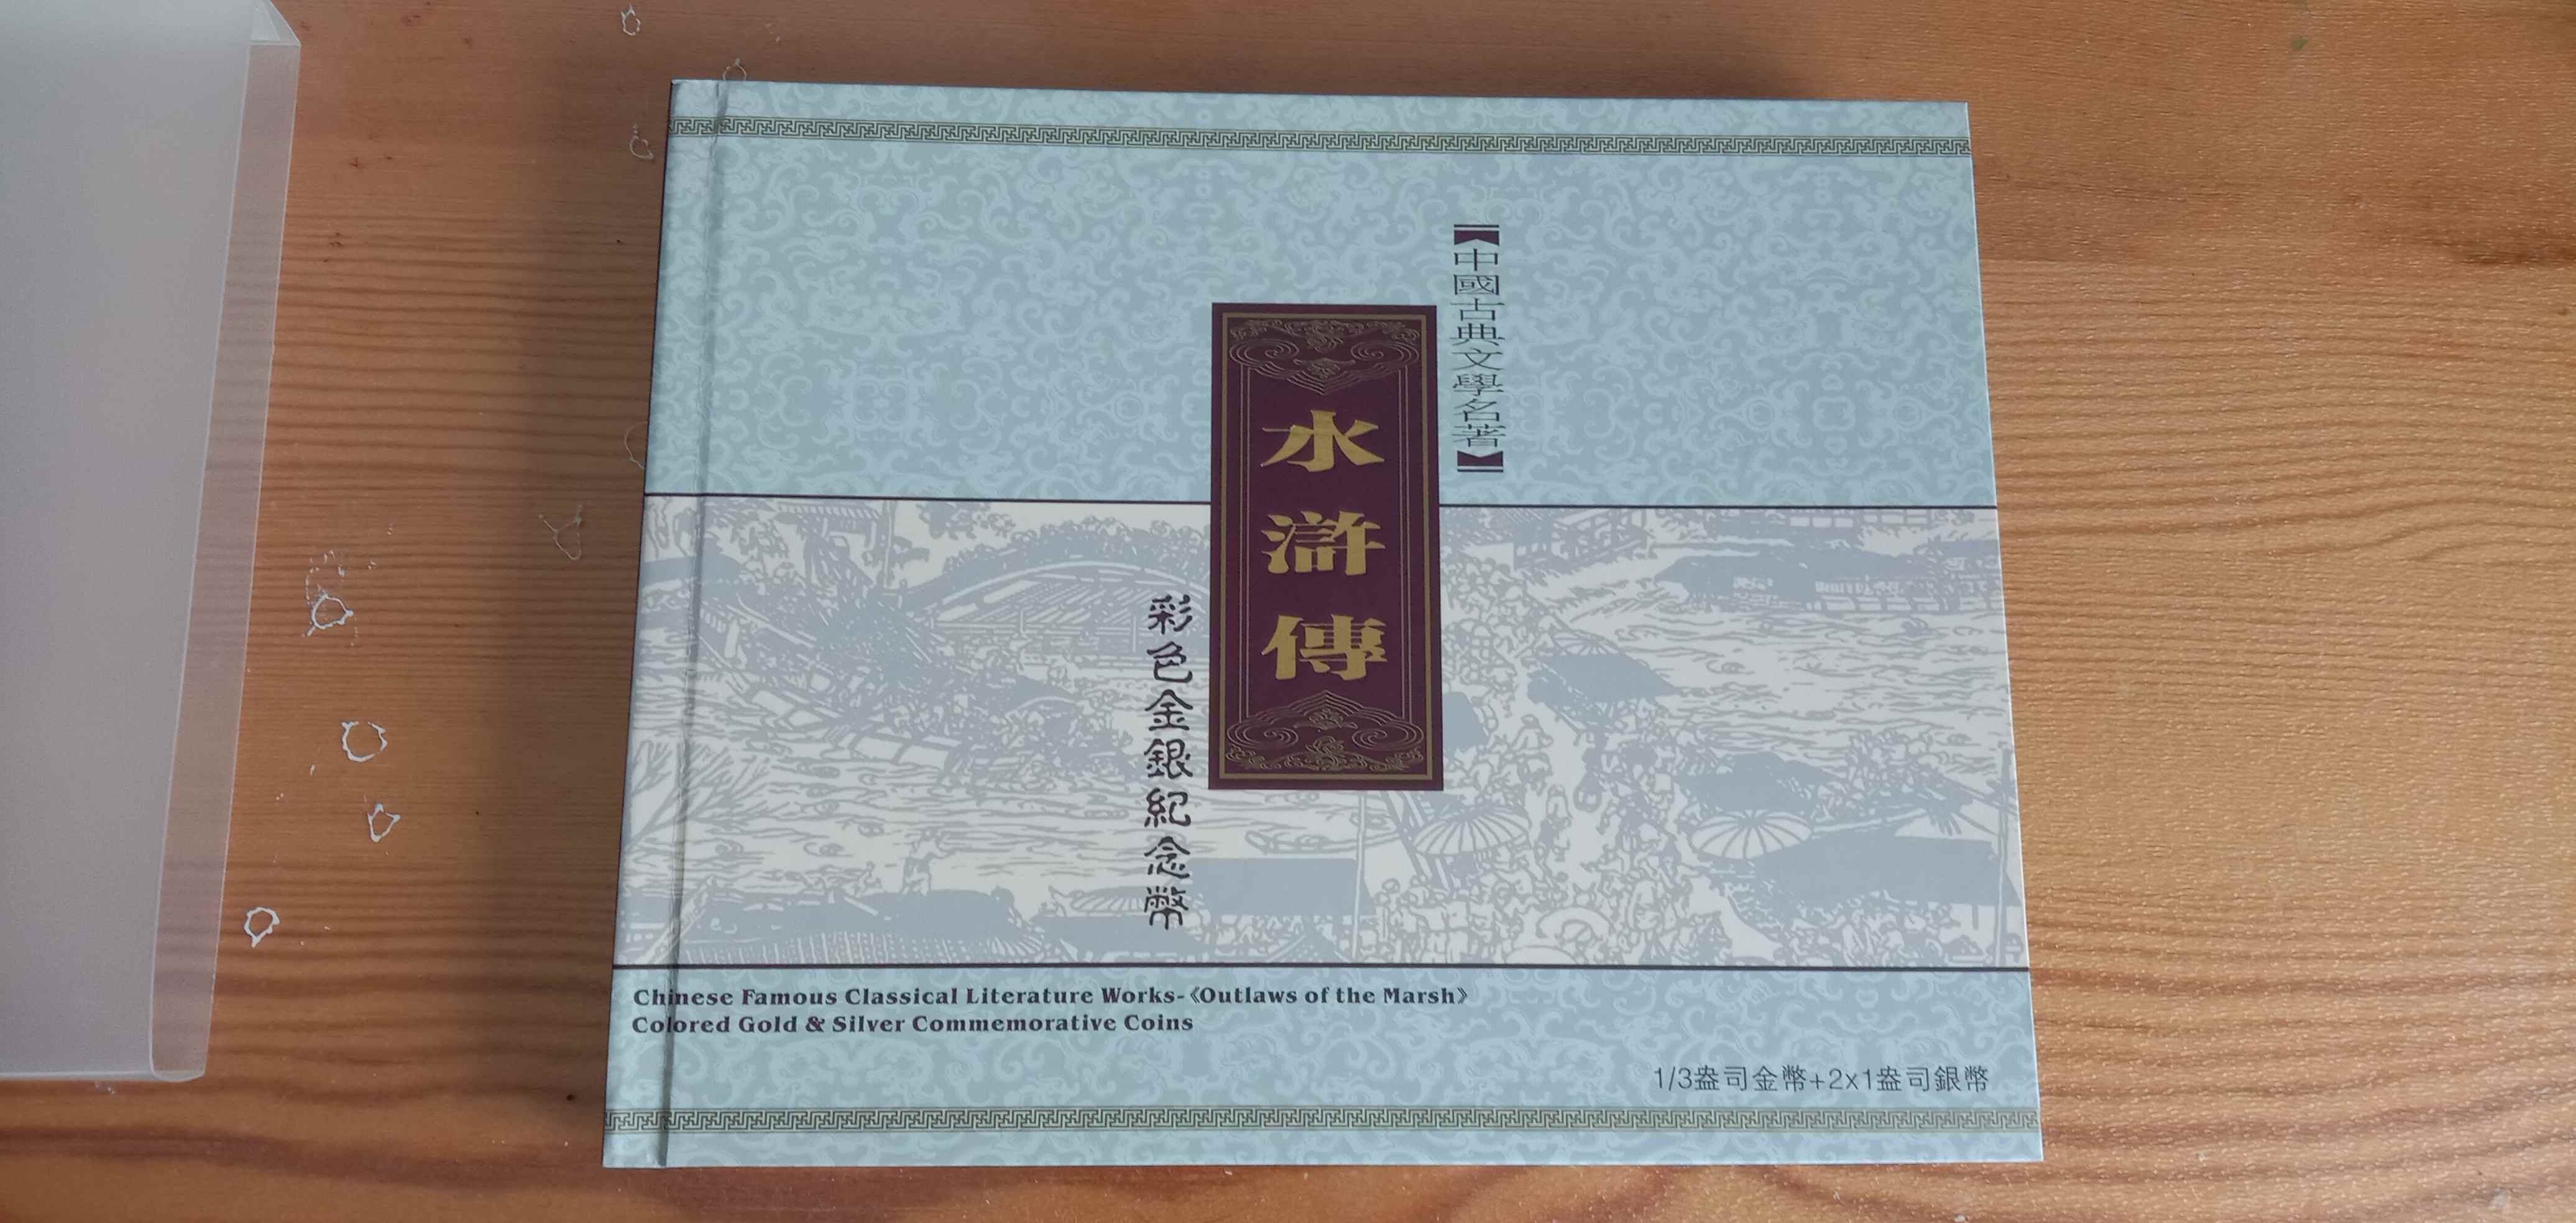 【中國古典文學名著】
水滸傳
彩色金銀紀念幣
Chinese Famous Classical Literature Works-《Outlaws of the Marsh》
Colored Gold & Silver Commemorative Coins
1/3盎司金幣+2x1盎司銀幣